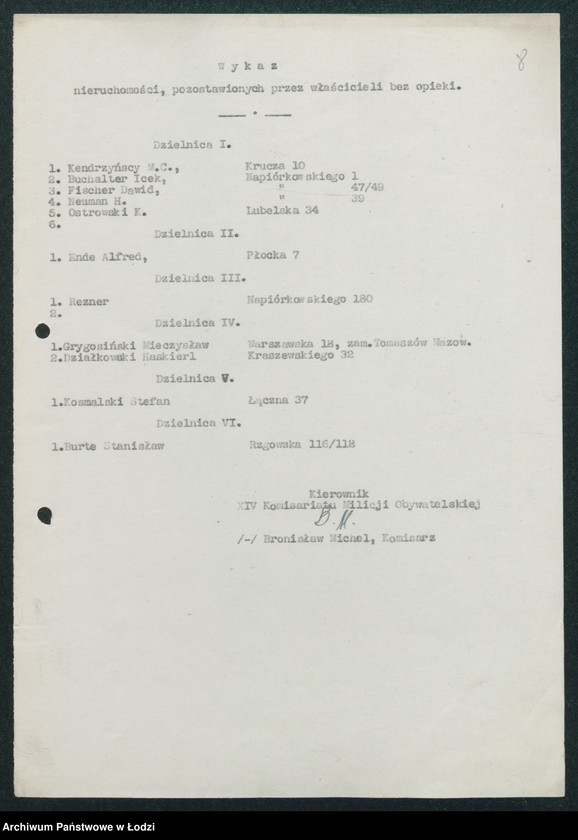 8
W y k a z
nieruchomości, pozostawionych przez właścicieli bez opieki.
Dzielnica I.
1. Kendrzyńscy M.C., Krucza 10
2. Buchalter Icek, Napiórkowskiego 1
3. Fischer Dawid, " 47/49
4. Neuman H. " 39
5. Ostrowski K. Lubelska 34
6.
Dzielnica II.
1. Ende Alfred, Płocka 7
Dzielnica III.
1. Rezner Napiórkowskiego 180
2.
Dzielnica IV.
1.Grygosiński Mieczysław Warszawska 18, zam.Tomaszów Mazow.
2.Działkowski Haskierl Kraszewskiego 32
Dzielnica V.
1.Kosmalski Stefan Łączna 37
Dzielnica VI.
1.Burte Stanisław Rzgowska 116/118
Kierownik
XIV Komisariatu Milicji Obywatelskiej
B. M.
/-/ Bronisław Michel, Komisarz
Archiwum Państwowe w Łodzi